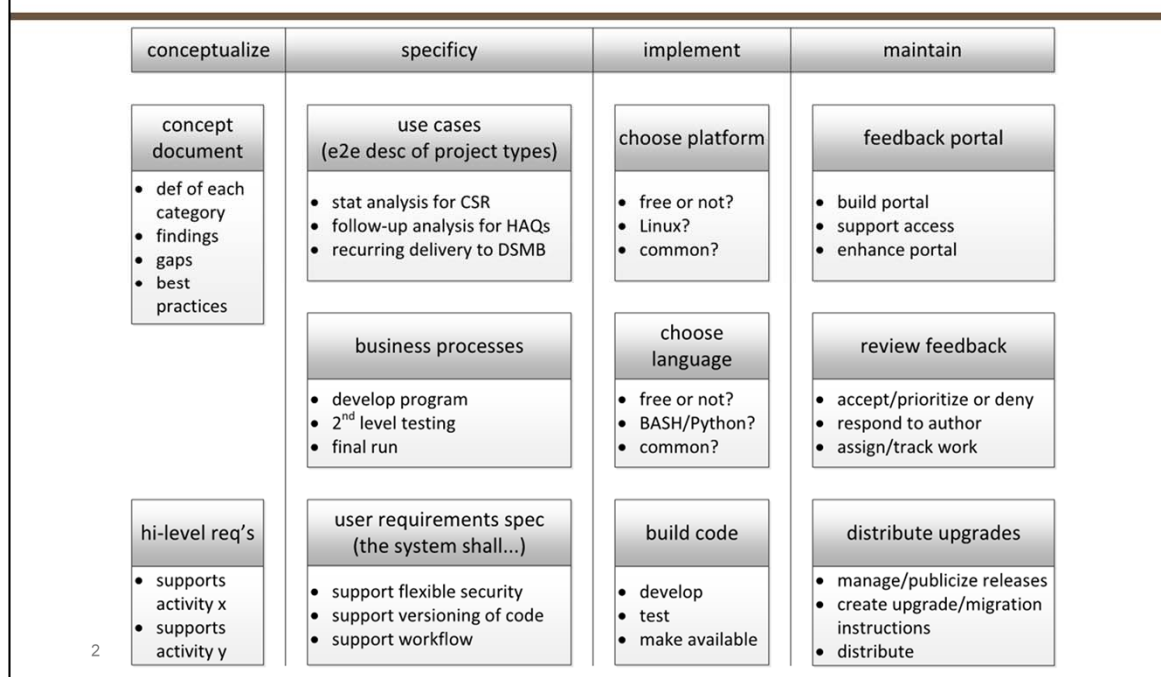 conceptualize
specificy
implement
maintain
concept
document
• def of each
category
• findings
• gaps
• best
practices
use cases
(e2e desc of project types)
• stat analysis for CSR
• follow-up analysis for HAQs
• recurring delivery to DSMB
choose platform
• free or not?
• Linux?
• common?
feedback portal
• build portal
• support access
• enhance portal
business processes
• develop program
• 2nd level testing
• final run
choose
language
• free or not?
• BASH/Python?
• common?
review feedback
• accept/prioritize or deny
• respond to author
• assign/track work
hi-level req's
• supports
activity x
• supports
activity y
user requirements spec
(the system shall...)
• support flexible security
• support versioning of code
• support workflow
build code
• develop
• test
• make available
distribute upgrades
• manage/publicize releases
• create upgrade/migration
instructions
• distribute
2